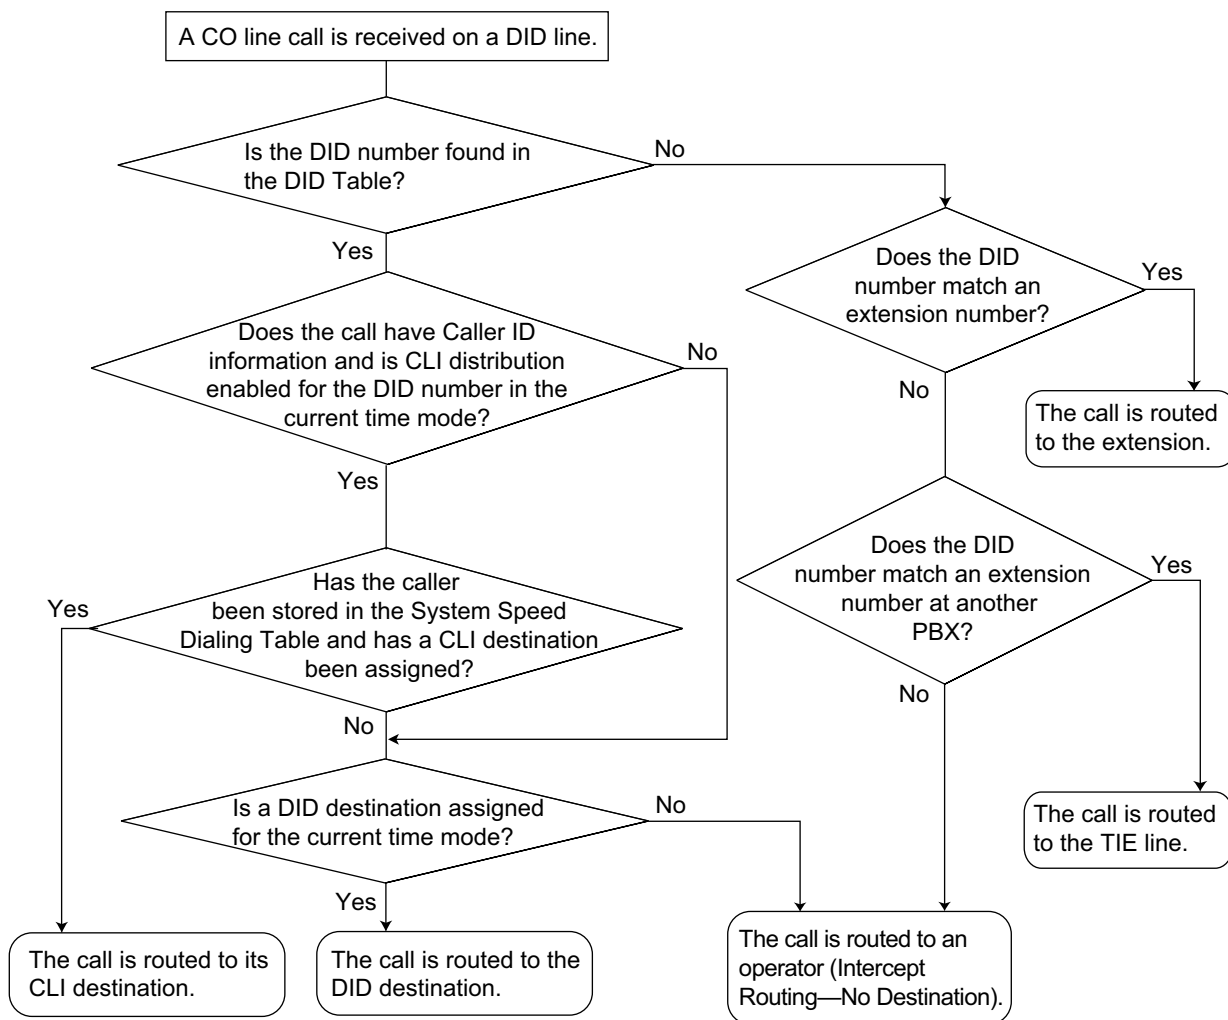 A CO line call is received on a DID line.
Is the DID number found in
the DID Table?
No
Yes
Does the DID
number match an
extension number?
Yes
No
The call is routed
to the extension.
Does the call have Caller ID
information and is CLI distribution
enabled for the DID number in the
current time mode?
No
Yes
Does the DID
number match an extension
number at another
PBX?
Yes
No
The call is routed
to the TIE line.
Has the caller
been stored in the System Speed
Dialing Table and has a CLI destination
been assigned?
Yes
No
Is a DID destination assigned
for the current time mode?
No
Yes
The call is routed to its
CLI destination.
The call is routed to the
DID destination.
The call is routed to an
operator (Intercept
Routing—No Destination).